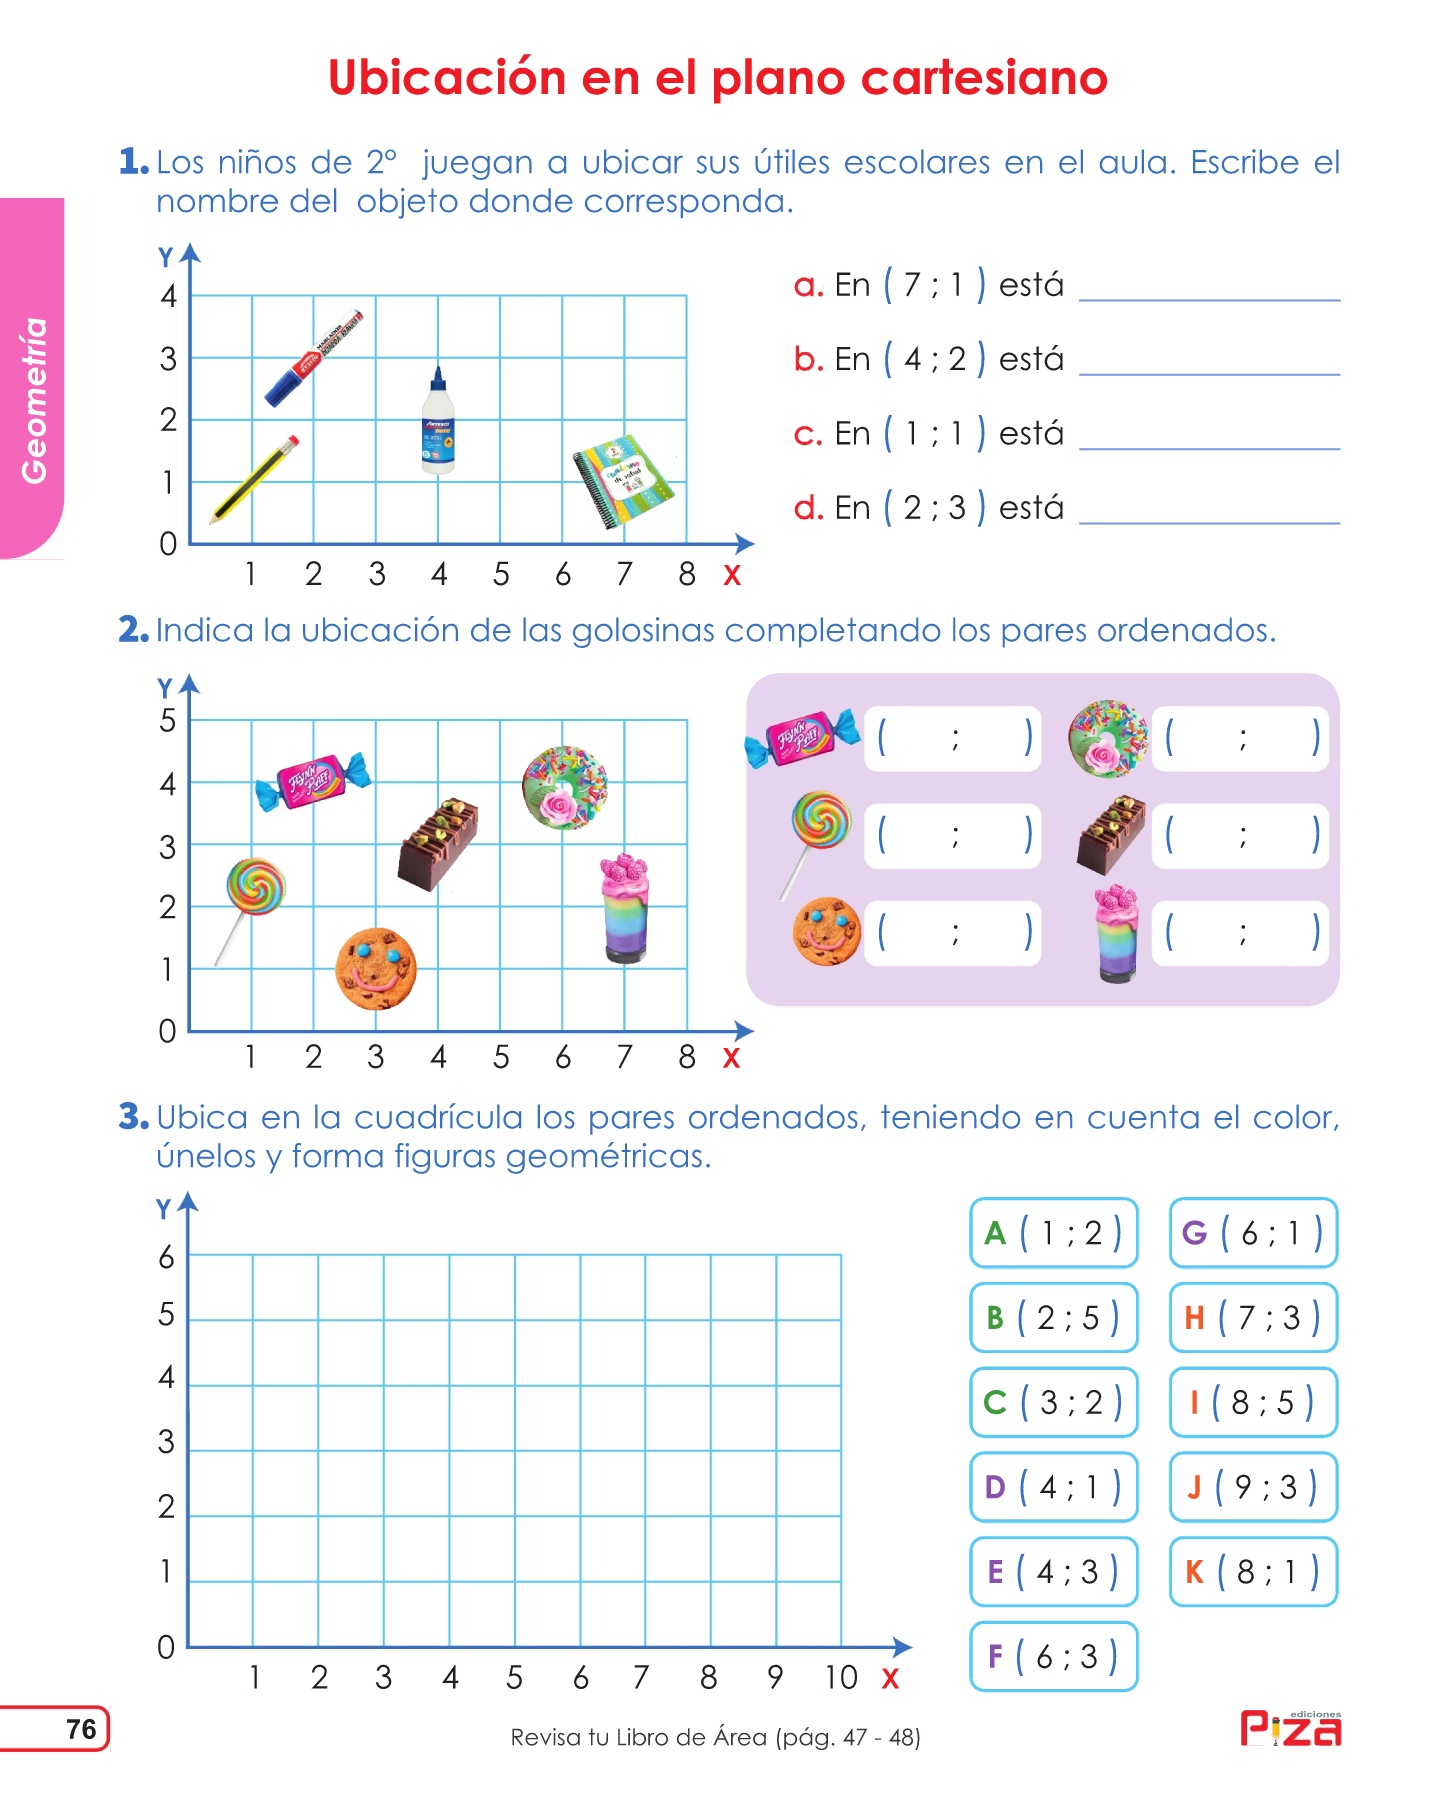 Ubicación en el plano cartesiano
1. Los niños de 2° juegan a ubicar sus útiles escolares en el aula. Escribe el
nombre del objeto donde corresponda.
Geometría
Y
4
3
2
1
0
1 2 3 4 5 6 7 8 X
a. En ( 7 ; 1 ) está
b. En ( 4 ; 2 ) está
c. En ( 1 ; 1 ) está
d. En ( 2 ; 3 ) está
2. Indica la ubicación de las golosinas completando los pares ordenados.
Y
5
4
3
2
1
0
1 2 3 4 5 6 7 8 X
FLYNN
PAFF
FLYNN
PAFF
( ; ) ( ; )
( ; ) ( ; )
( ; ) ( ; )
3. Ubica en la cuadrícula los pares ordenados, teniendo en cuenta el color,
únelos y forma figuras geométricas.
Y
6
5
4
3
2
1
0
1 2 3 4 5 6 7 8 9 10 X
A ( 1 ; 2 )
B ( 2 ; 5 )
C ( 3 ; 2 )
D ( 4 ; 1 )
E ( 4 ; 3 )
F ( 6 ; 3 )
G ( 6 ; 1 )
H ( 7 ; 3 )
I ( 8 ; 5 )
J ( 9 ; 3 )
K ( 8 ; 1 )
76
Revisa tu Libro de Área (pág. 47 - 48)
ediciones
Piza